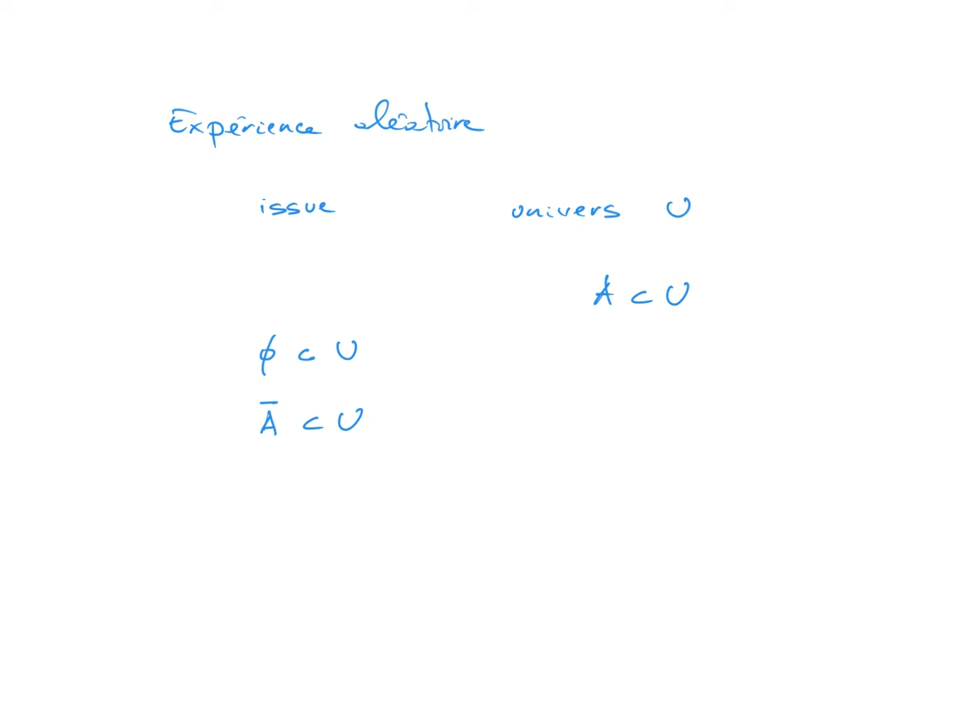 Expérience aléatoire
issue univers U
A ⊂ U
ϕ ⊂ U
Ā ⊂ U